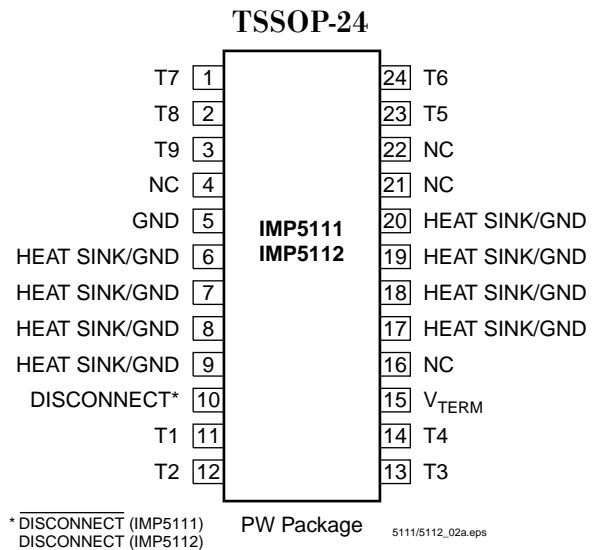 TSSOP-24
T7 1 24 T6
T8 2 23 T5
T9 3 22 NC
NC 4 21 NC
GND 5 20 HEAT SINK/GND
IMP5111
HEAT SINK/GND 6 IMP5112 19 HEAT SINK/GND
HEAT SINK/GND 7 18 HEAT SINK/GND
HEAT SINK/GND 8 17 HEAT SINK/GND
HEAT SINK/GND 9 16 NC
DISCONNECT* 10 15 VTERM
T1 11 14 T4
T2 12 13 T3
* DISCONNECT (IMP5111)
DISCONNECT (IMP5112)
PW Package
5111/5112_02a.eps